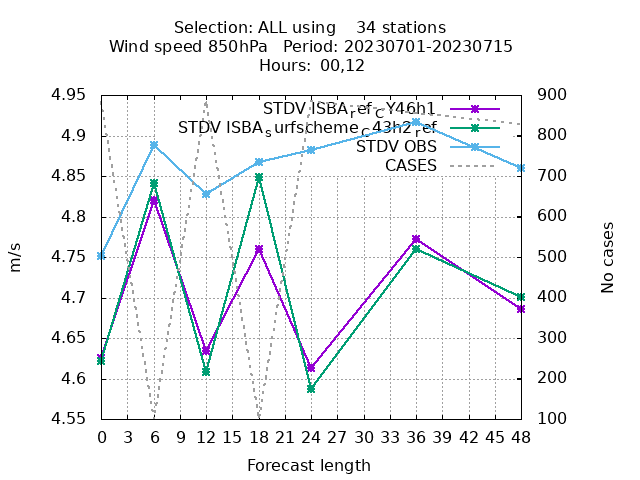 Selection: ALL using    34 stations
Wind speed 850hPa   Period: 20230701-20230715
Hours: 00,12
STDV ISBAref-CY46h1
STDV ISBAsurfschemeC43h2ref
STDV OBS
CASES
4.95
4.9
4.85
4.8
4.75
4.7
4.65
4.6
4.55
900
800
700
600
500
400
300
200
100
m/s
No cases
0 3 6 9 12 15 18 21 24 27 30 33 36 39 42 45 48
Forecast length